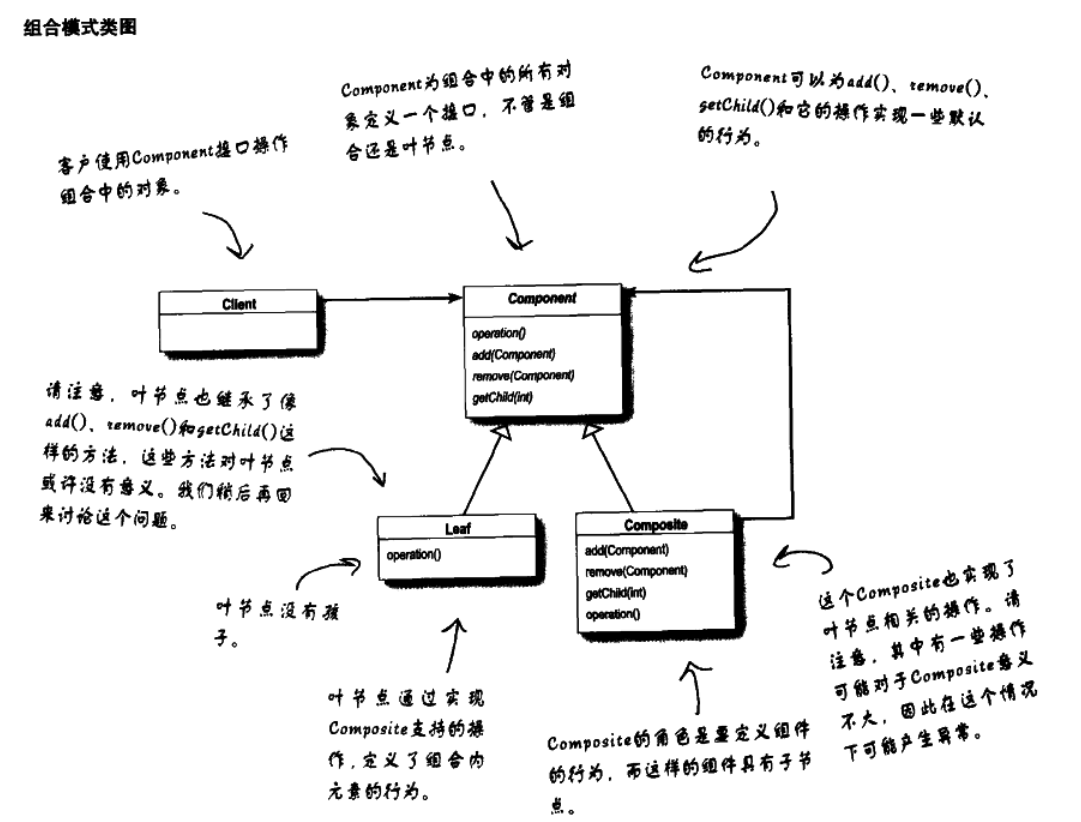 组合模式类图
Component为组合中的所有对
象定义一个接口，不管是组
合还是叶节点。
Component可以为add()、remove()、
getChild()和它的操作实现一些默认
的行为。
客户使用Component接口操作
组合中的对象。
Client
Component
operation()
add(Component)
remove(Component)
getChild(int)
请注意，叶节点也继承了像
add()、remove()和getChild()这
样的方法，这些方法对叶节点
或许没有意义。我们稍后再回
来讨论这个问题。
Leaf
operation()
Composite
add(Component)
remove(Component)
getChild(int)
operation()
叶节点没有孩
子。
这个Composite也实现了
叶节点相关的操作。请
注意，其中有一些操作
可能对于Composite意义
不大，因此在这个情况
下可能产生异常。
叶节点通过实现
Composite支持的操
作,定义了组合内
元素的行为。
Composite的角色是要定义组件
的行为，而这样的组件具有子节
点。